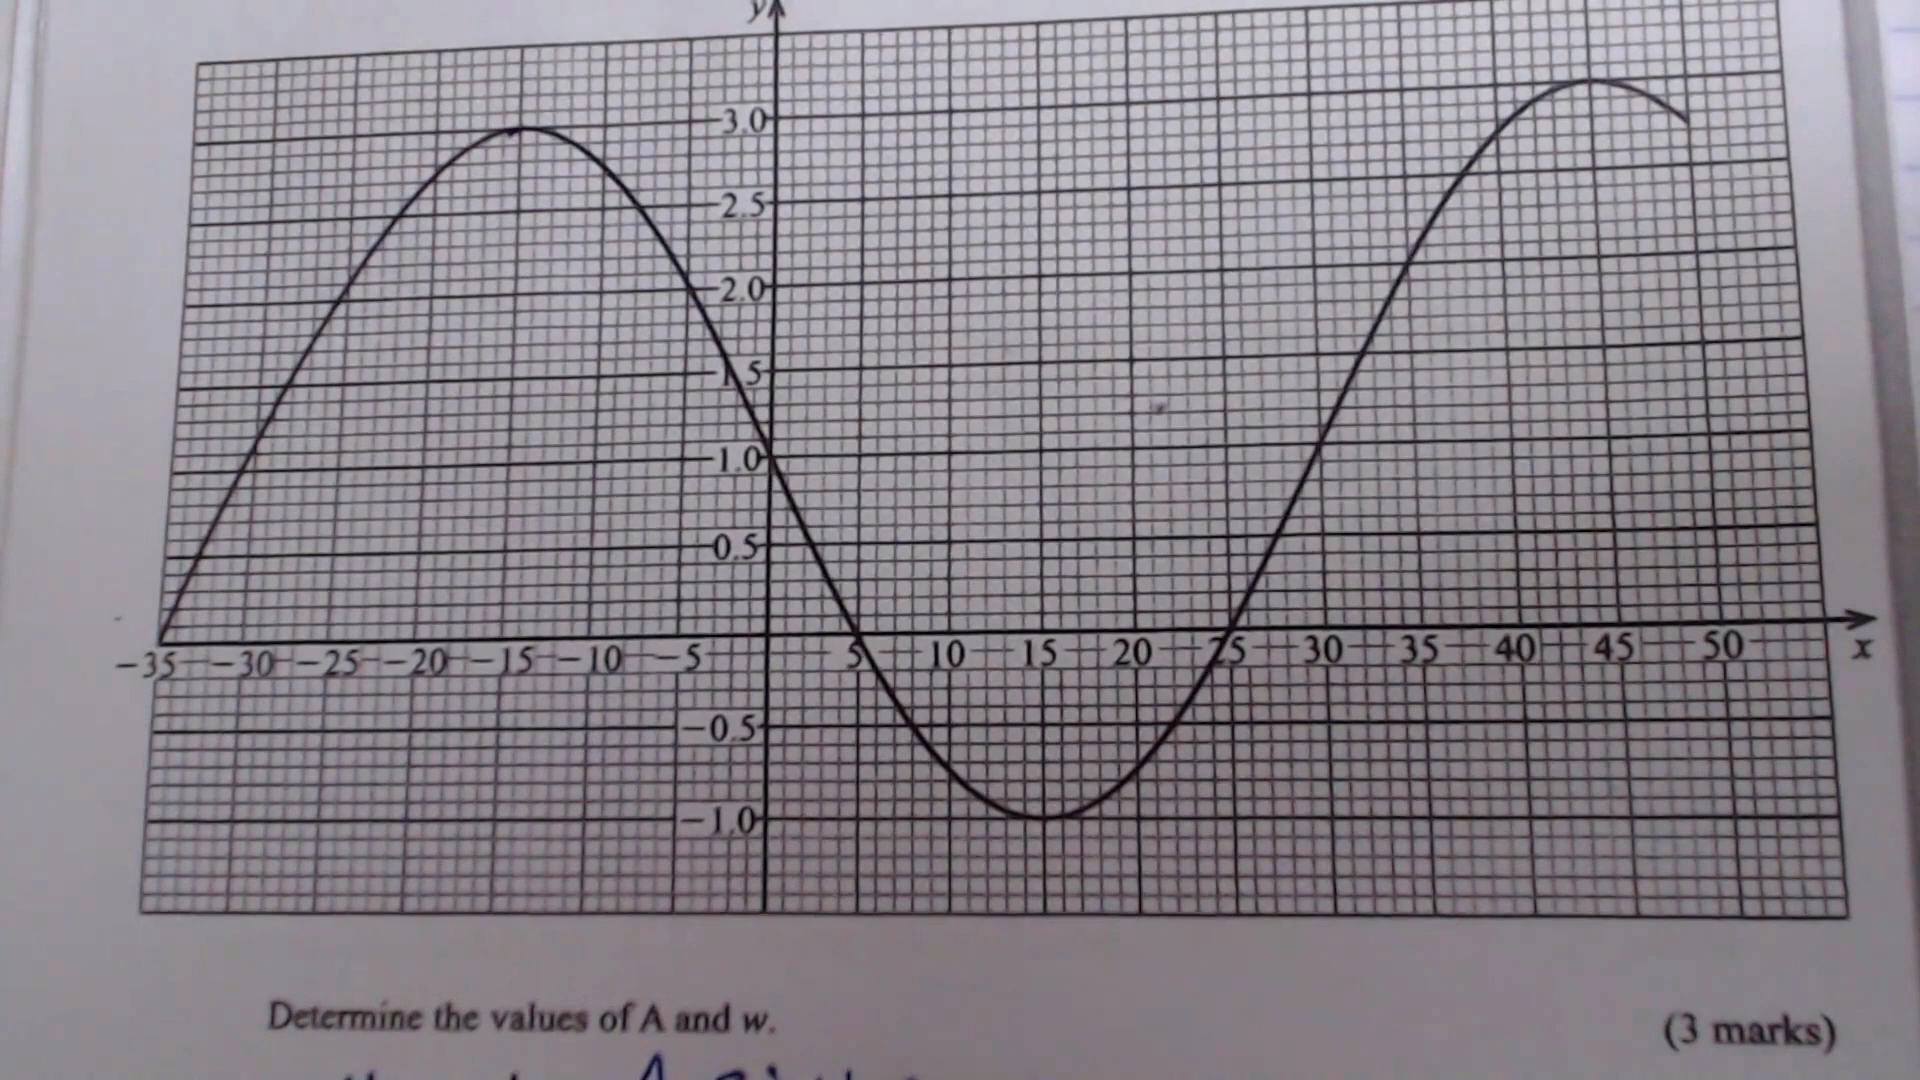 y
3.0
2.5
2.0
1.5
1.0
0.5
−35 −30 −25 −20 −15 −10 −5 5 10 15 20 25 30 35 40 45 50 x
−0.5
−1.0
Determine the values of A and w.
(3 marks)